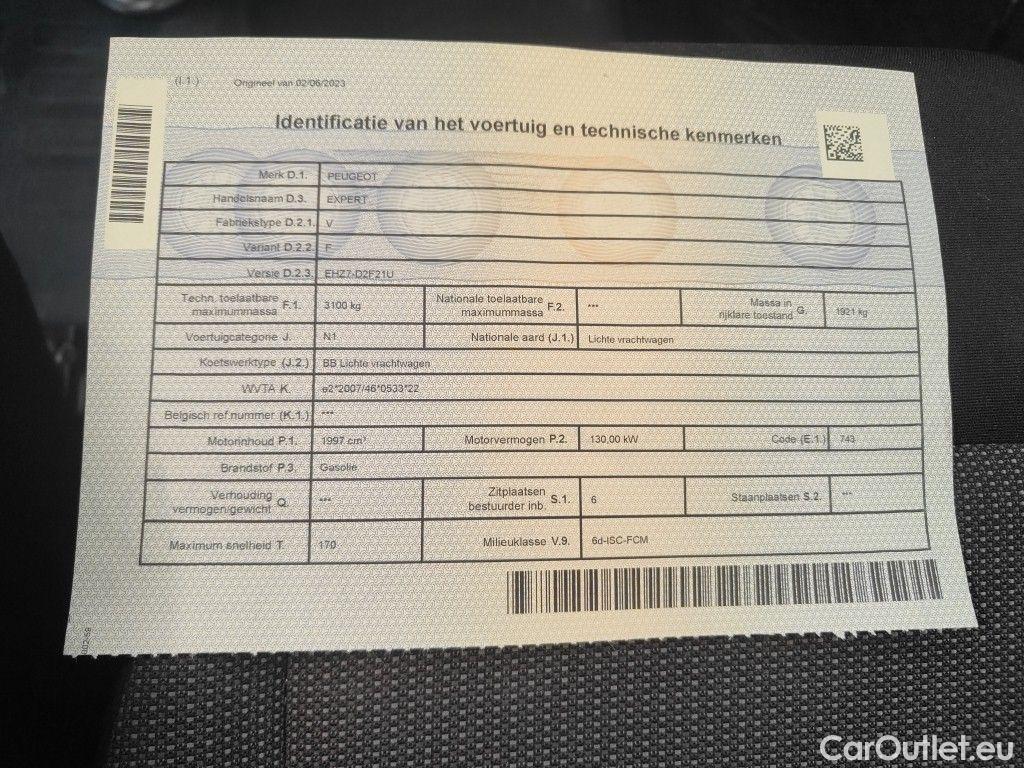 (I.1.) Origineel van 02/06/2023
Identificatie van het voertuig en technische kenmerken
Merk D.1. PEUGEOT
Handelsnaam D.3. EXPERT
Fabriekstype D.2.1. V
Variant D.2.2. F
Versie D.2.3. EHZ7-D2F21U
Techn. toelaatbare maximummassa F.1. 3100 kg Nationale toelaatbare maximummassa F.2. *** Massa in rijklare toestand G. 1921 kg
Voertuigcategorie J. N1 Nationale aard (J.1.) Lichte vrachtwagen
Koetswerktype (J.2.) BB Lichte vrachtwagen
WVTA K. e2*2007/46*0533*22
Belgisch ref.nummer (K.1.) ***
Motorinhoud P.1. 1997 cm³ Motorvermogen P.2. 130,00 kW Code (E.1.) 743
Brandstof P.3. Gasolie
Verhouding vermogen/gewicht Q. *** Zitplaatsen bestuurder inb. S.1. 6 Staanplaatsen S.2. ***
Maximum snelheid T. 170 Milieuklasse V.9. 6d-ISC-FCM
CarOutlet.eu